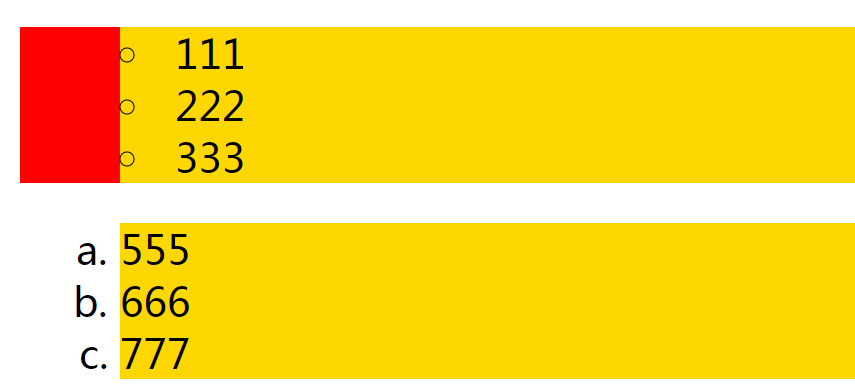 ○ 111
○ 222
○ 333
a. 555
b. 666
c. 777